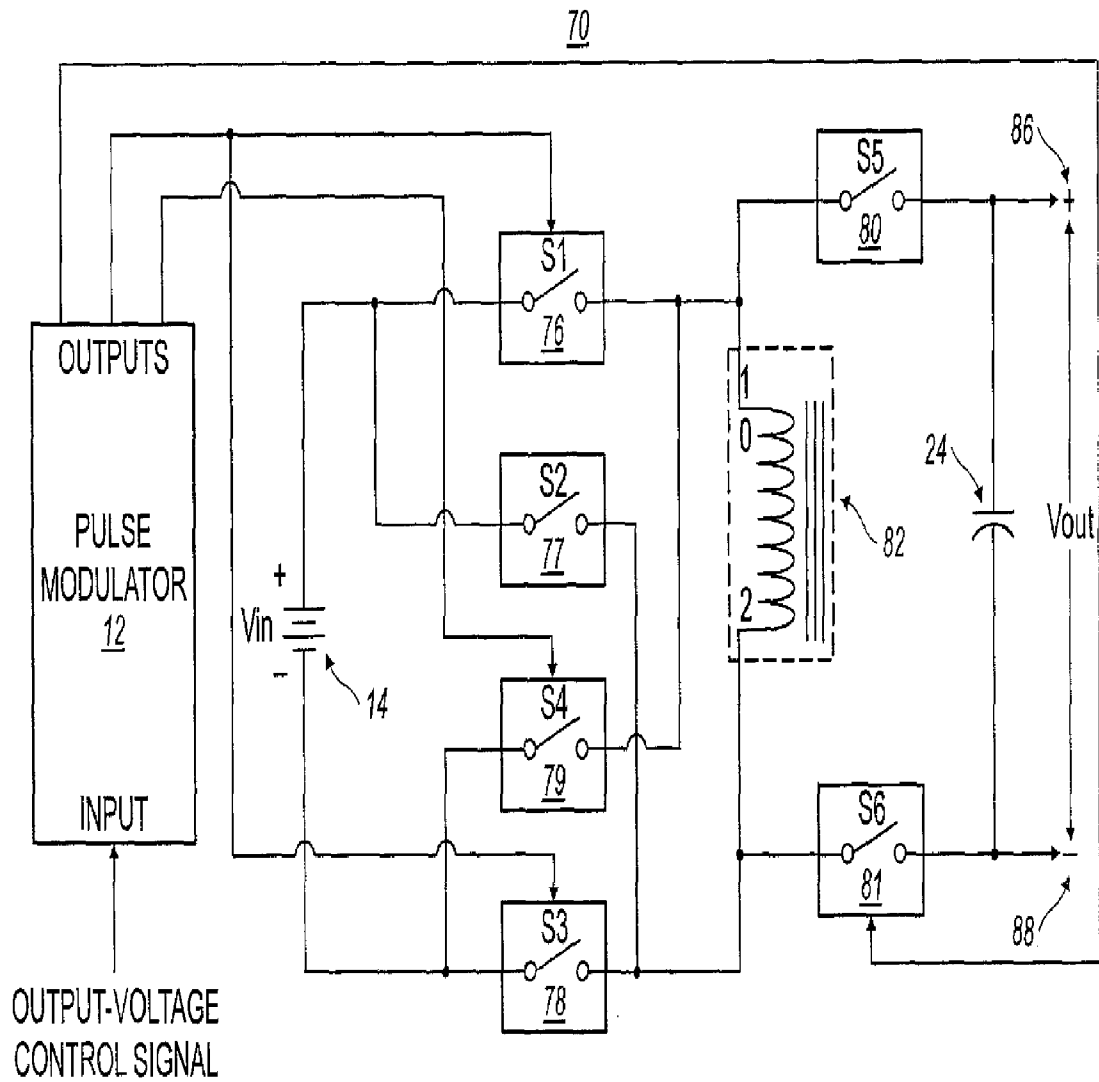 70
86
S5
80
+
S1
76
OUTPUTS
1
0
24
S2
77
PULSE
MODULATOR
12
82
Vout
+
Vin
-
2
14
S4
79
INPUT
S6
81
-
88
S3
78
OUTPUT-VOLTAGE
CONTROL SIGNAL